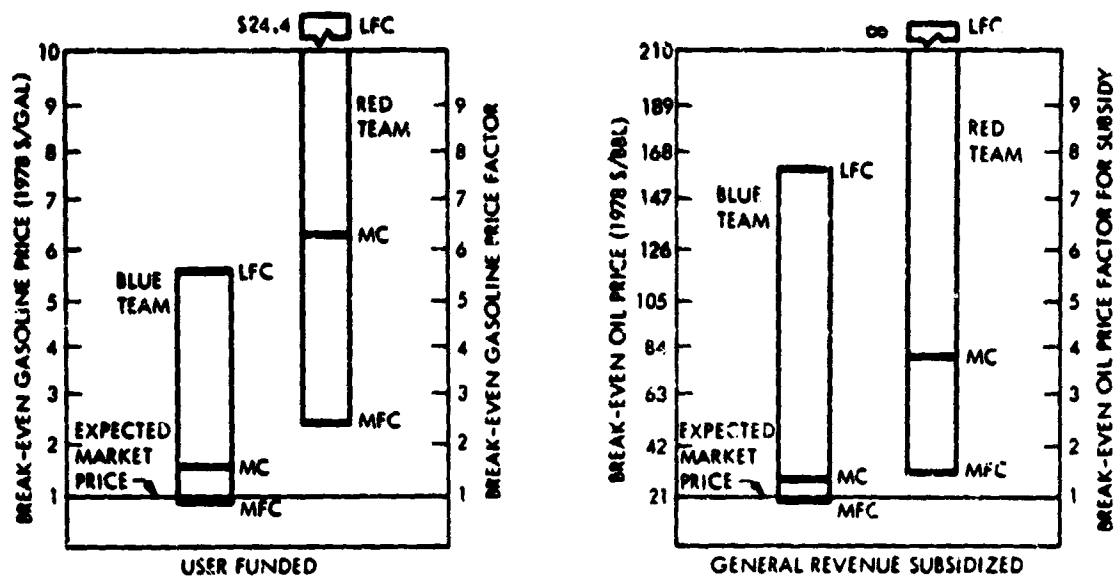 $24.4 LFC
10
9
8
7
6
5
4
3
2
1
BREAK-EVEN GASOLINE PRICE (1978 $/GAL)
RED
TEAM
MC
BLUE
TEAM
LFC
MFC
EXPECTED
MARKET
PRICE
MC
MFC
9
8
7
6
5
4
3
2
1
BREAK-EVEN GASOLINE PRICE FACTOR
USER FUNDED
∞ LFC
210
189
168
147
126
105
84
63
42
21
BREAK-EVEN OIL PRICE (1978 $/BBL)
RED
TEAM
LFC
BLUE
TEAM
MC
EXPECTED
MARKET
PRICE
MFC
MC
MFC
9
8
7
6
5
4
3
2
1
BREAK-EVEN OIL PRICE FACTOR FOR SUBSIDY
GENERAL REVENUE SUBSIDIZED